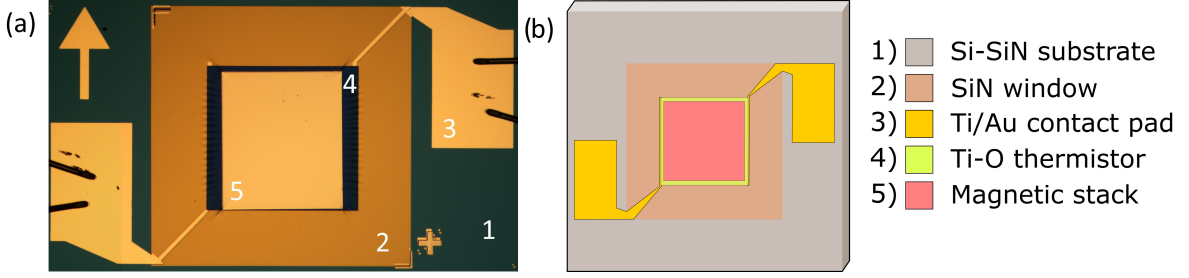 (a)
4
3
5
2
1
(b)
1) Si-SiN substrate
2) SiN window
3) Ti/Au contact pad
4) Ti-O thermistor
5) Magnetic stack